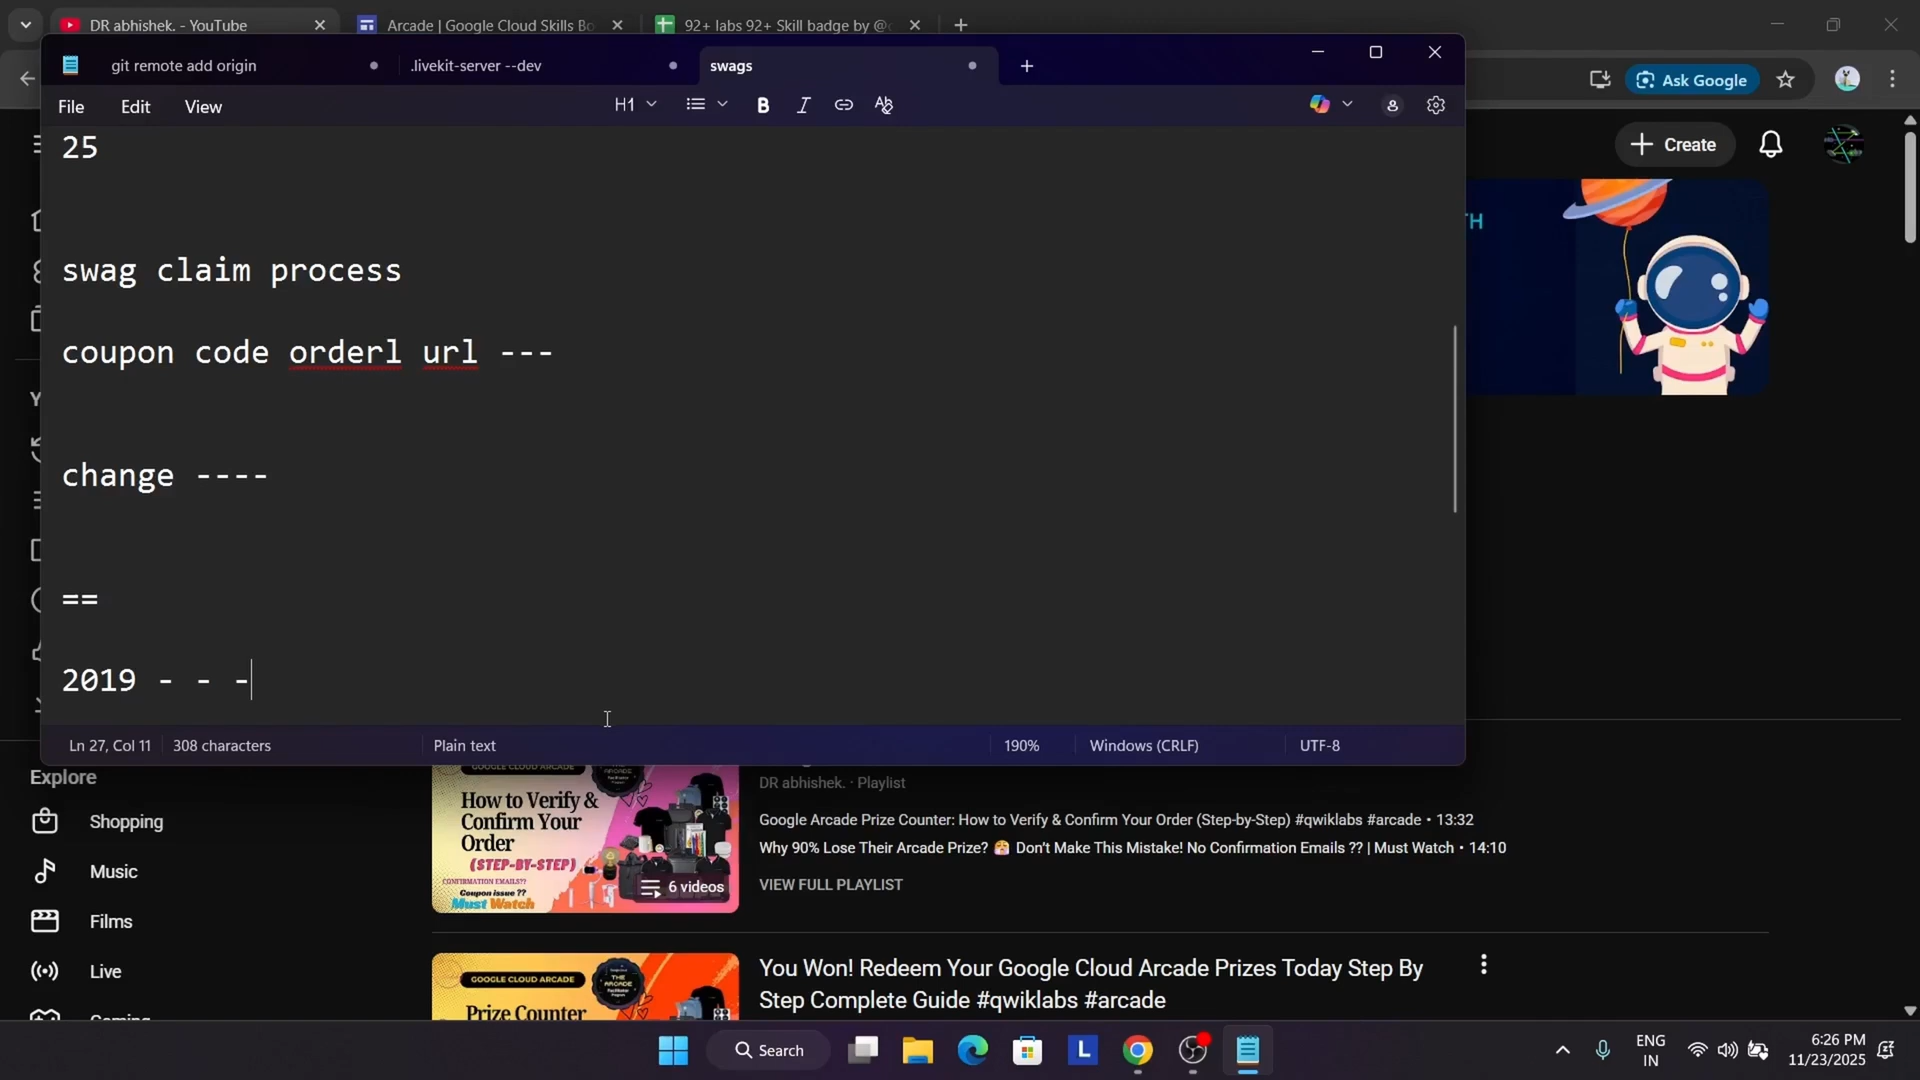 DR abhishek. - YouTube
Arcade | Google Cloud Skills Bo
92+ labs 92+ Skill badge by @
git remote add origin
.livekit-server --dev
swags
Ask Google
File
Edit
View
H1
Create
25
swag claim process
coupon code orderl url ---
change ----
==
2019 - - -
Ln 27, Col 11
308 characters
Plain text
190%
Windows (CRLF)
UTF-8
Explore
Shopping
Music
Films
Live
How to Verify &
Confirm Your
Order
(STEP-BY-STEP)
CONFIRMATION EMAILS??
Coupon issue ??
Must Watch
6 videos
DR abhishek. · Playlist
Google Arcade Prize Counter: How to Verify & Confirm Your Order (Step-by-Step) #qwiklabs #arcade • 13:32
Why 90% Lose Their Arcade Prize? 😤 Don't Make This Mistake! No Confirmation Emails ?? | Must Watch • 14:10
VIEW FULL PLAYLIST
GOOGLE CLOUD ARCADE
THE ARCADE
Prize Counter
You Won! Redeem Your Google Cloud Arcade Prizes Today Step By
Step Complete Guide #qwiklabs #arcade
Search
L
ENG
IN
6:26 PM
11/23/2025